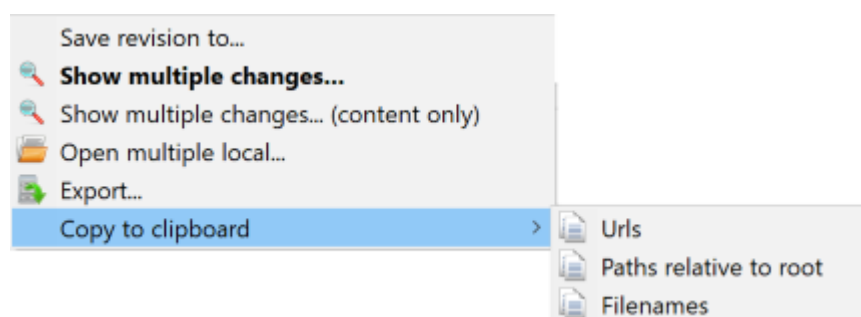 Save revision to...
Show multiple changes...
Show multiple changes... (content only)
Open multiple local...
Export...
Copy to clipboard
Urls
Paths relative to root
Filenames